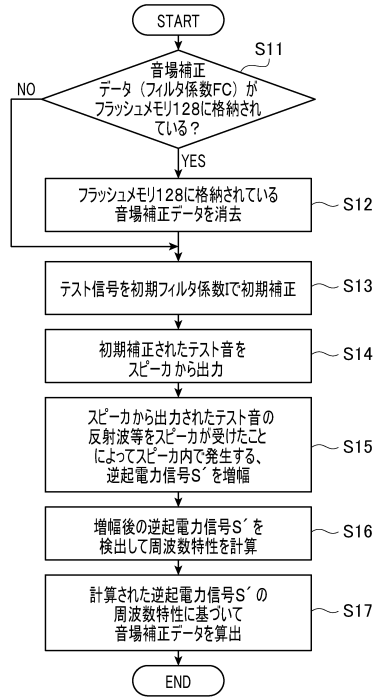 START
S11
音場補正
データ（フィルタ係数FC）が
フラッシュメモリ128に格納され
ている？
NO
YES
フラッシュメモリ128に格納されている
音場補正データを消去
S12
テスト信号を初期フィルタ係数Iで初期補正
S13
初期補正されたテスト音を
スピーカから出力
S14
スピーカから出力されたテスト音の
反射波等をスピーカが受けたこと
によってスピーカ内で発生する、
逆起電力信号S´を増幅
S15
増幅後の逆起電力信号S´を
検出して周波数特性を計算
S16
計算された逆起電力信号S´の
周波数特性に基づいて
音場補正データを算出
S17
END